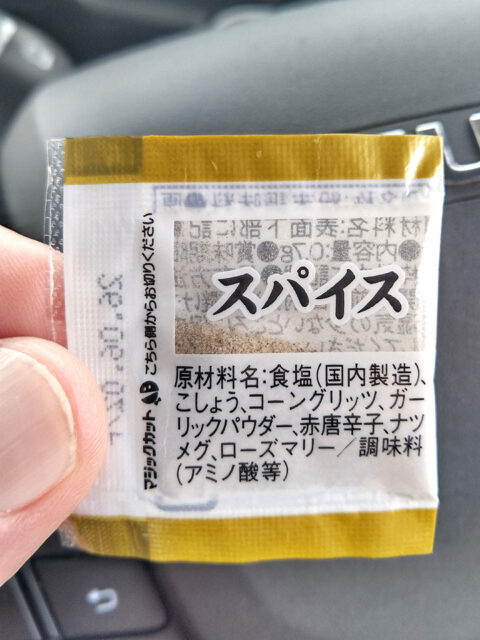 こちら側からお切りください
マジックカット
スパイス
原材料名:食塩(国内製造)、
こしょう、コーングリッツ、ガー
リックパウダー、赤唐辛子、ナツ
メグ、ローズマリー/調味料
(アミノ酸等)